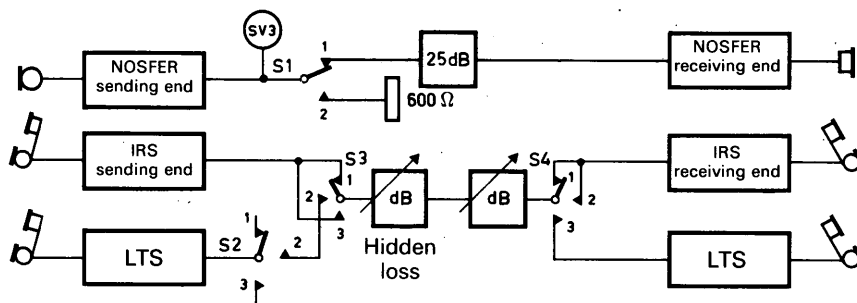 SV3
NOSFER
sending end
S1
1
2
25dB
600 Ω
NOSFER
receiving end
IRS
sending end
S3
1
2
3
dB
dB
Hidden
loss
S4
1
2
3
IRS
receiving end
LTS
S2
1
2
3
LTS